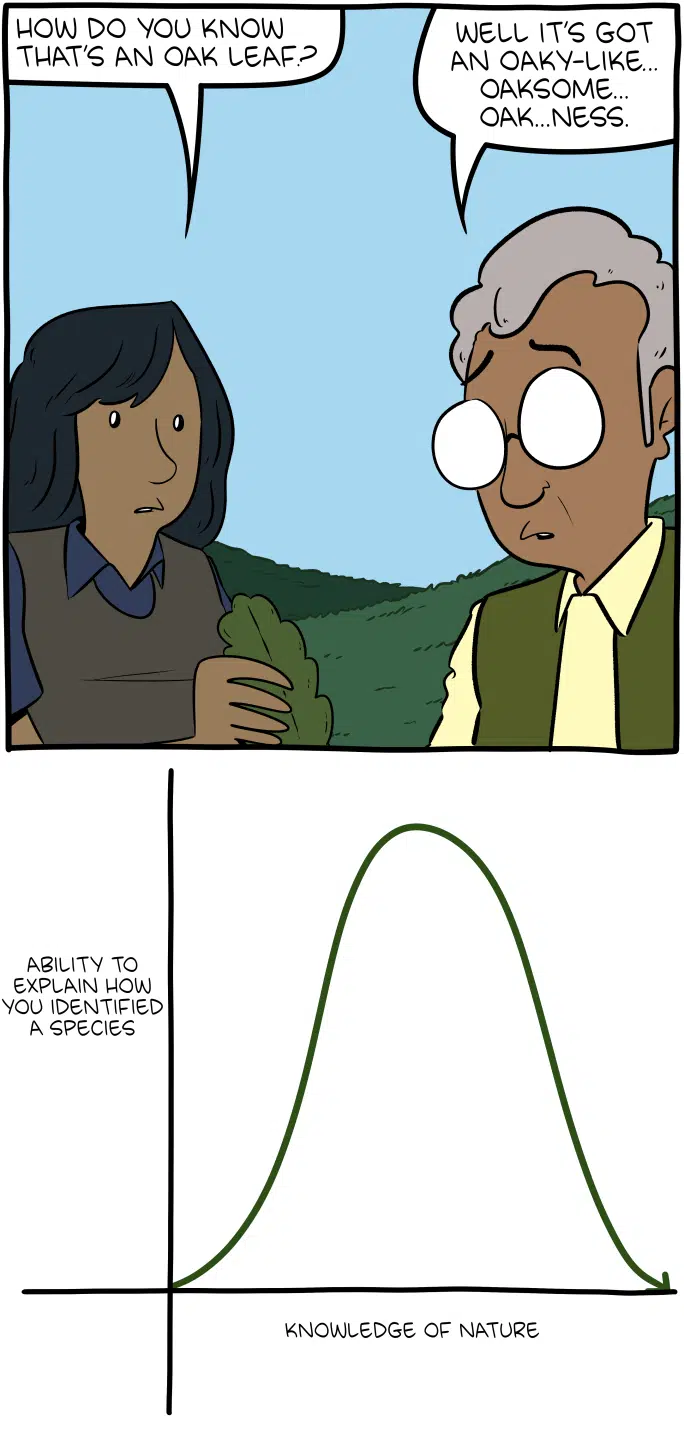 HOW DO YOU KNOW
THAT'S AN OAK LEAF?
WELL IT'S GOT
AN OAKY-LIKE...
OAKSOME...
OAK...NESS.
ABILITY TO
EXPLAIN HOW
YOU IDENTIFIED
A SPECIES
KNOWLEDGE OF NATURE